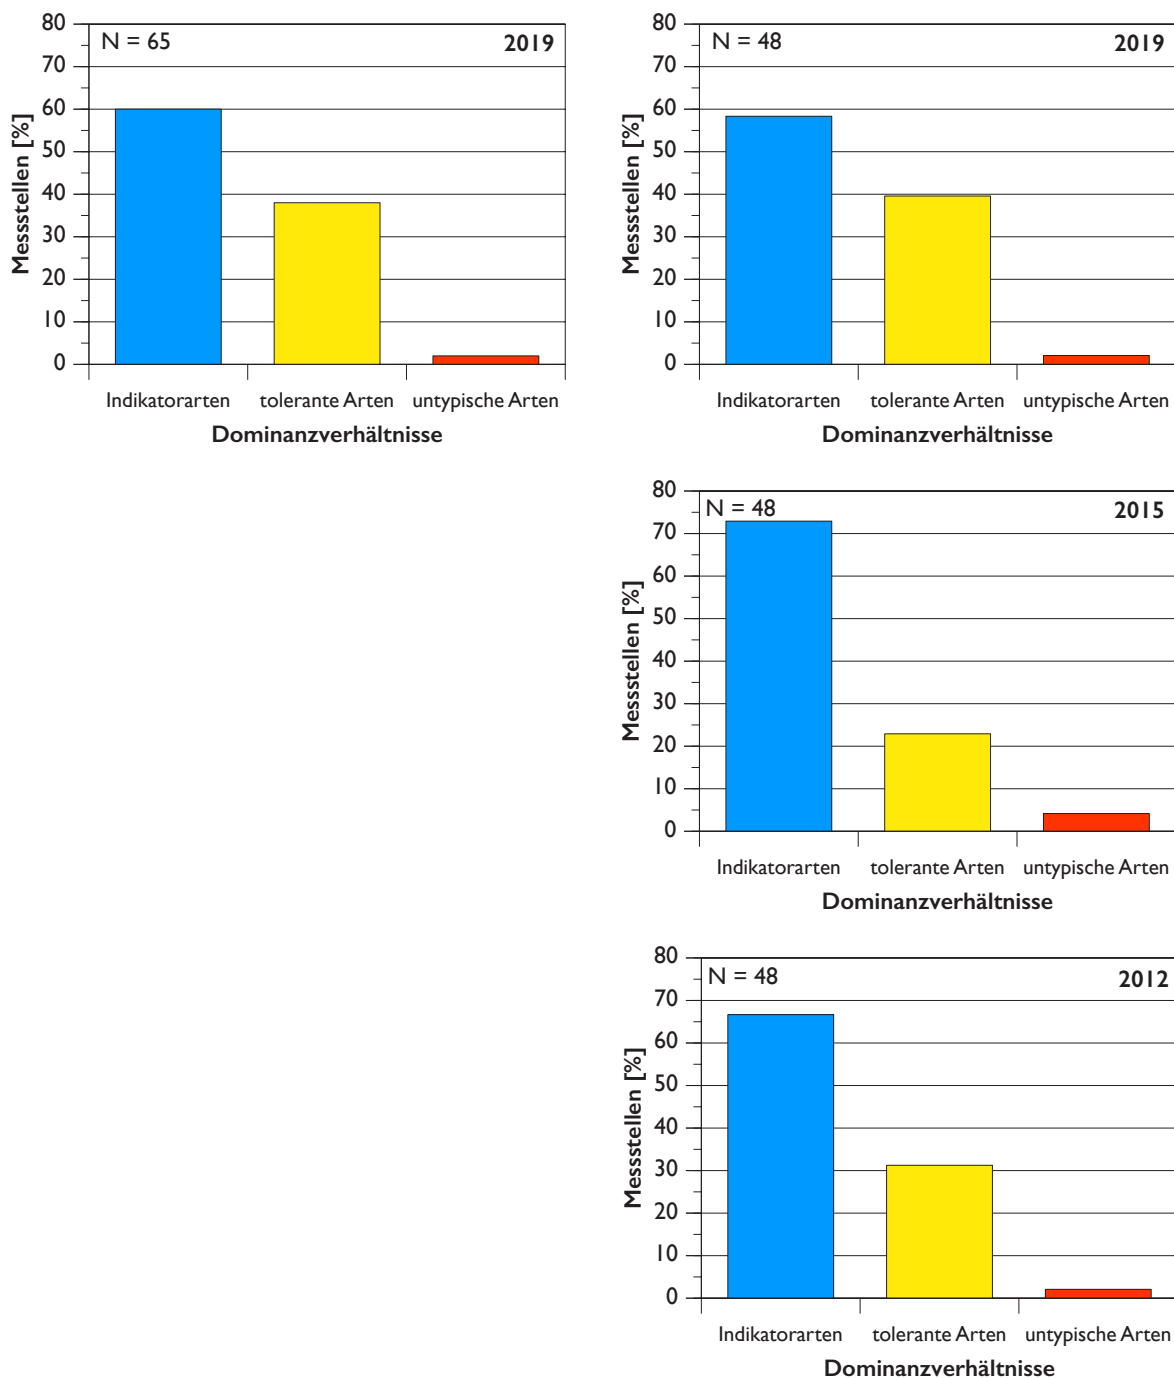 N = 65 2019
Messstellen [%]
80
70
60
50
40
30
20
10
0
Indikatorarten tolerante Arten untypische Arten
Dominanzverhältnisse
N = 48 2019
Messstellen [%]
80
70
60
50
40
30
20
10
0
Indikatorarten tolerante Arten untypische Arten
Dominanzverhältnisse
N = 48 2015
Messstellen [%]
80
70
60
50
40
30
20
10
0
Indikatorarten tolerante Arten untypische Arten
Dominanzverhältnisse
N = 48 2012
Messstellen [%]
80
70
60
50
40
30
20
10
0
Indikatorarten tolerante Arten untypische Arten
Dominanzverhältnisse